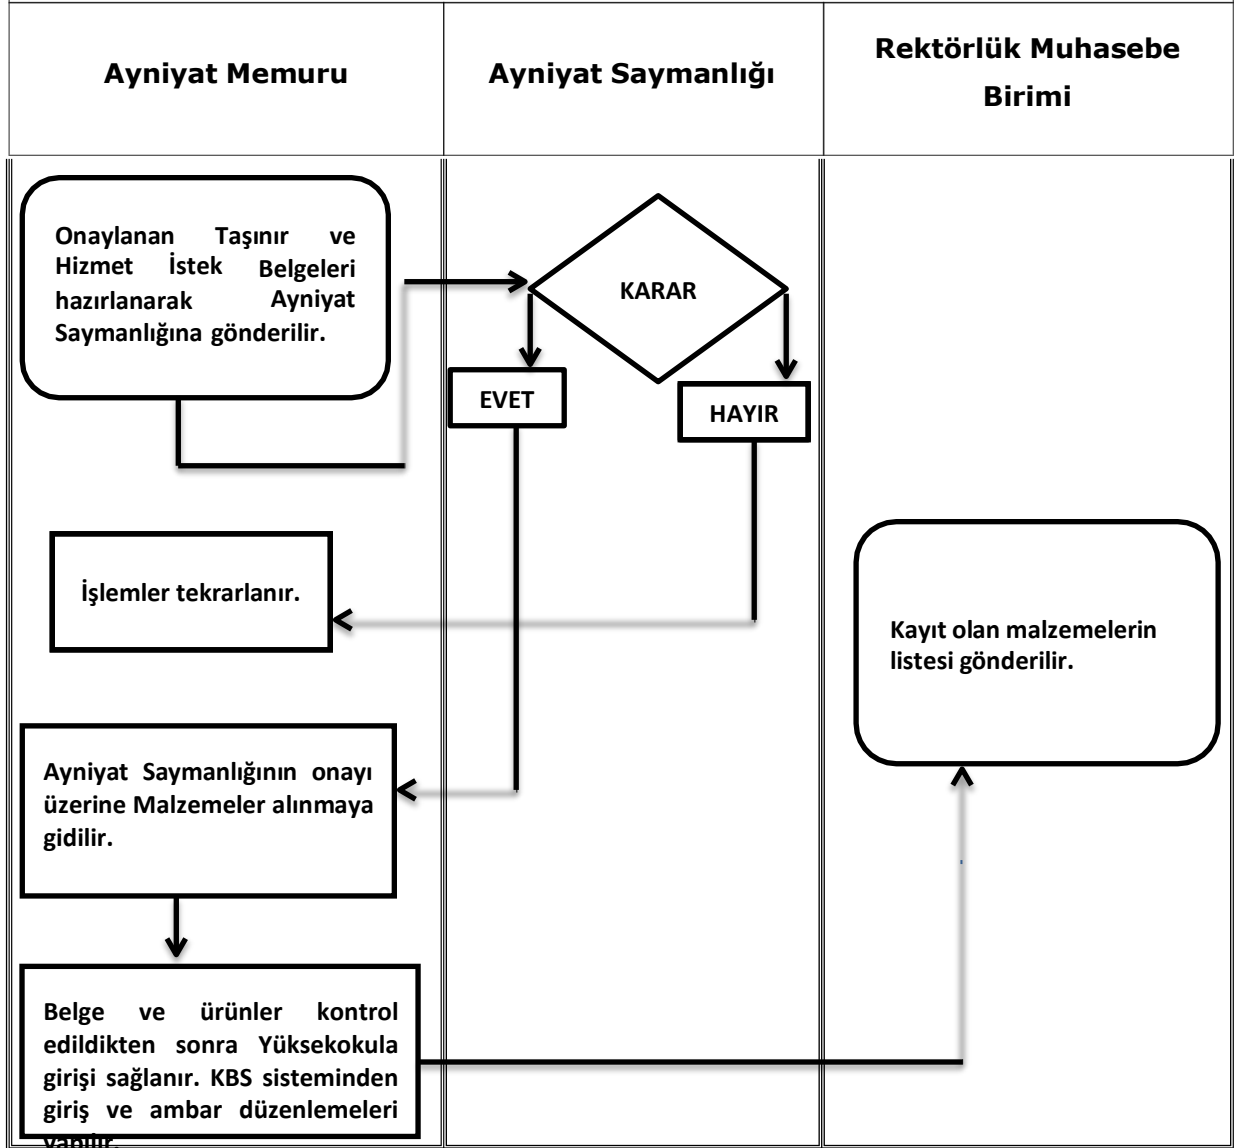 Ayniyat Memuru
Ayniyat Saymanlığı
Rektörlük Muhasebe
Birimi
Onaylanan Taşınır ve
Hizmet İstek Belgeleri
hazırlanarak Ayniyat
Saymanlığına gönderilir.
KARAR
EVET
HAYIR
İşlemler tekrarlanır.
Kayıt olan malzemelerin
listesi gönderilir.
Ayniyat Saymanlığının onayı
üzerine Malzemeler alınmaya
gidilir.
Belge ve ürünler kontrol
edildikten sonra Yüksekokula
girişi sağlanır. KBS sisteminden
giriş ve ambar düzenlemeleri
yapılır.